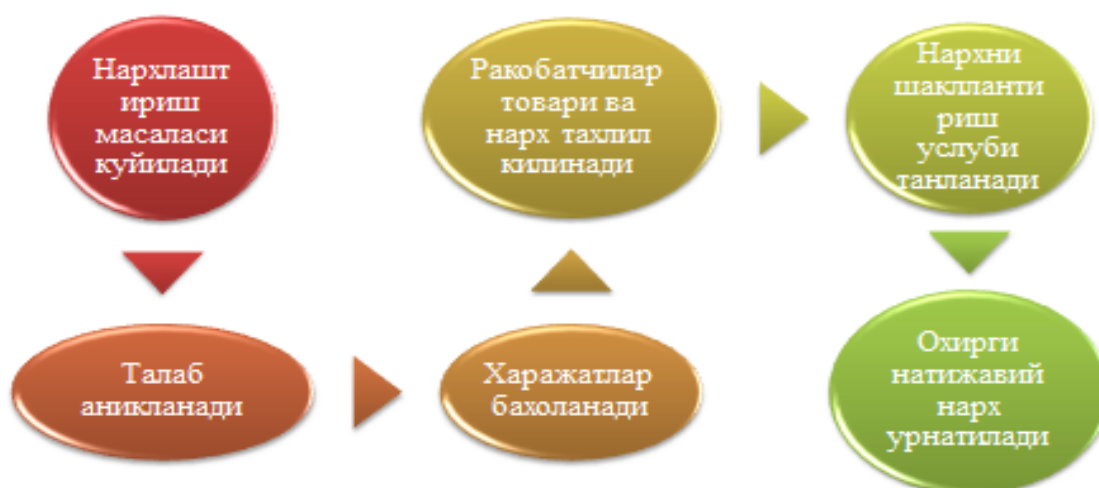 Нархлашт
ириш
масаласи
куйилади
Талаб
аникланади
Харажатлар
бахоланади
Ракобатчилар
товари ва
нарх тахлил
килинади
Нархни
шакллантi
риш
услуби
танланади
Охирги
натижавий
нарх
урнатилади